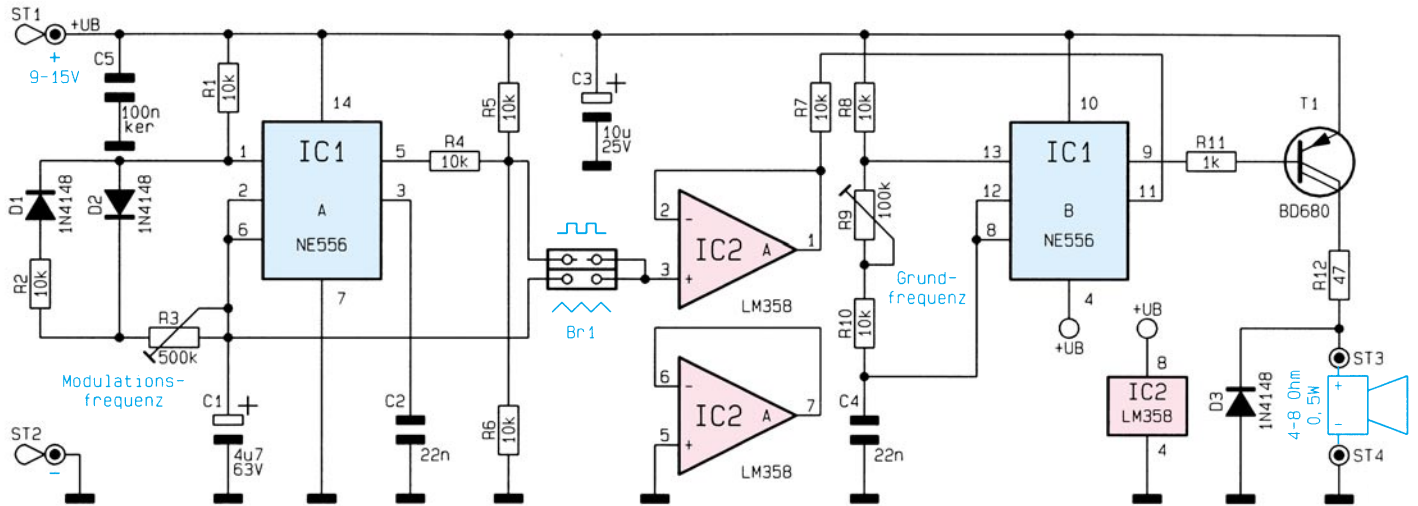 ST1
+UB
+
9-15V
C5
100n
ker
R1
10k
14
IC1
A
NE556
1
2
6
5
3
7
D1
1N4148
D2
1N4148
R2
10k
R3
500k
Modulations-
frequenz
C1
+
4u7
63V
ST2
-
R4
10k
C2
22n
R5
10k
R6
10k
C3
+
10u
25V
Br1
2
-
3
+
IC2
A
1
LM358
6
-
5
+
IC2
A
7
LM358
R7
10k
R8
10k
R9
100k
Grund-
frequenz
R10
10k
C4
22n
10
13
12
8
IC1
B
NE556
9
11
4
+UB
R11
1k
T1
BD680
R12
47
+UB
8
IC2
LM358
4
D3
1N4148
ST3
+
-
4-8 Ohm
0,5W
ST4